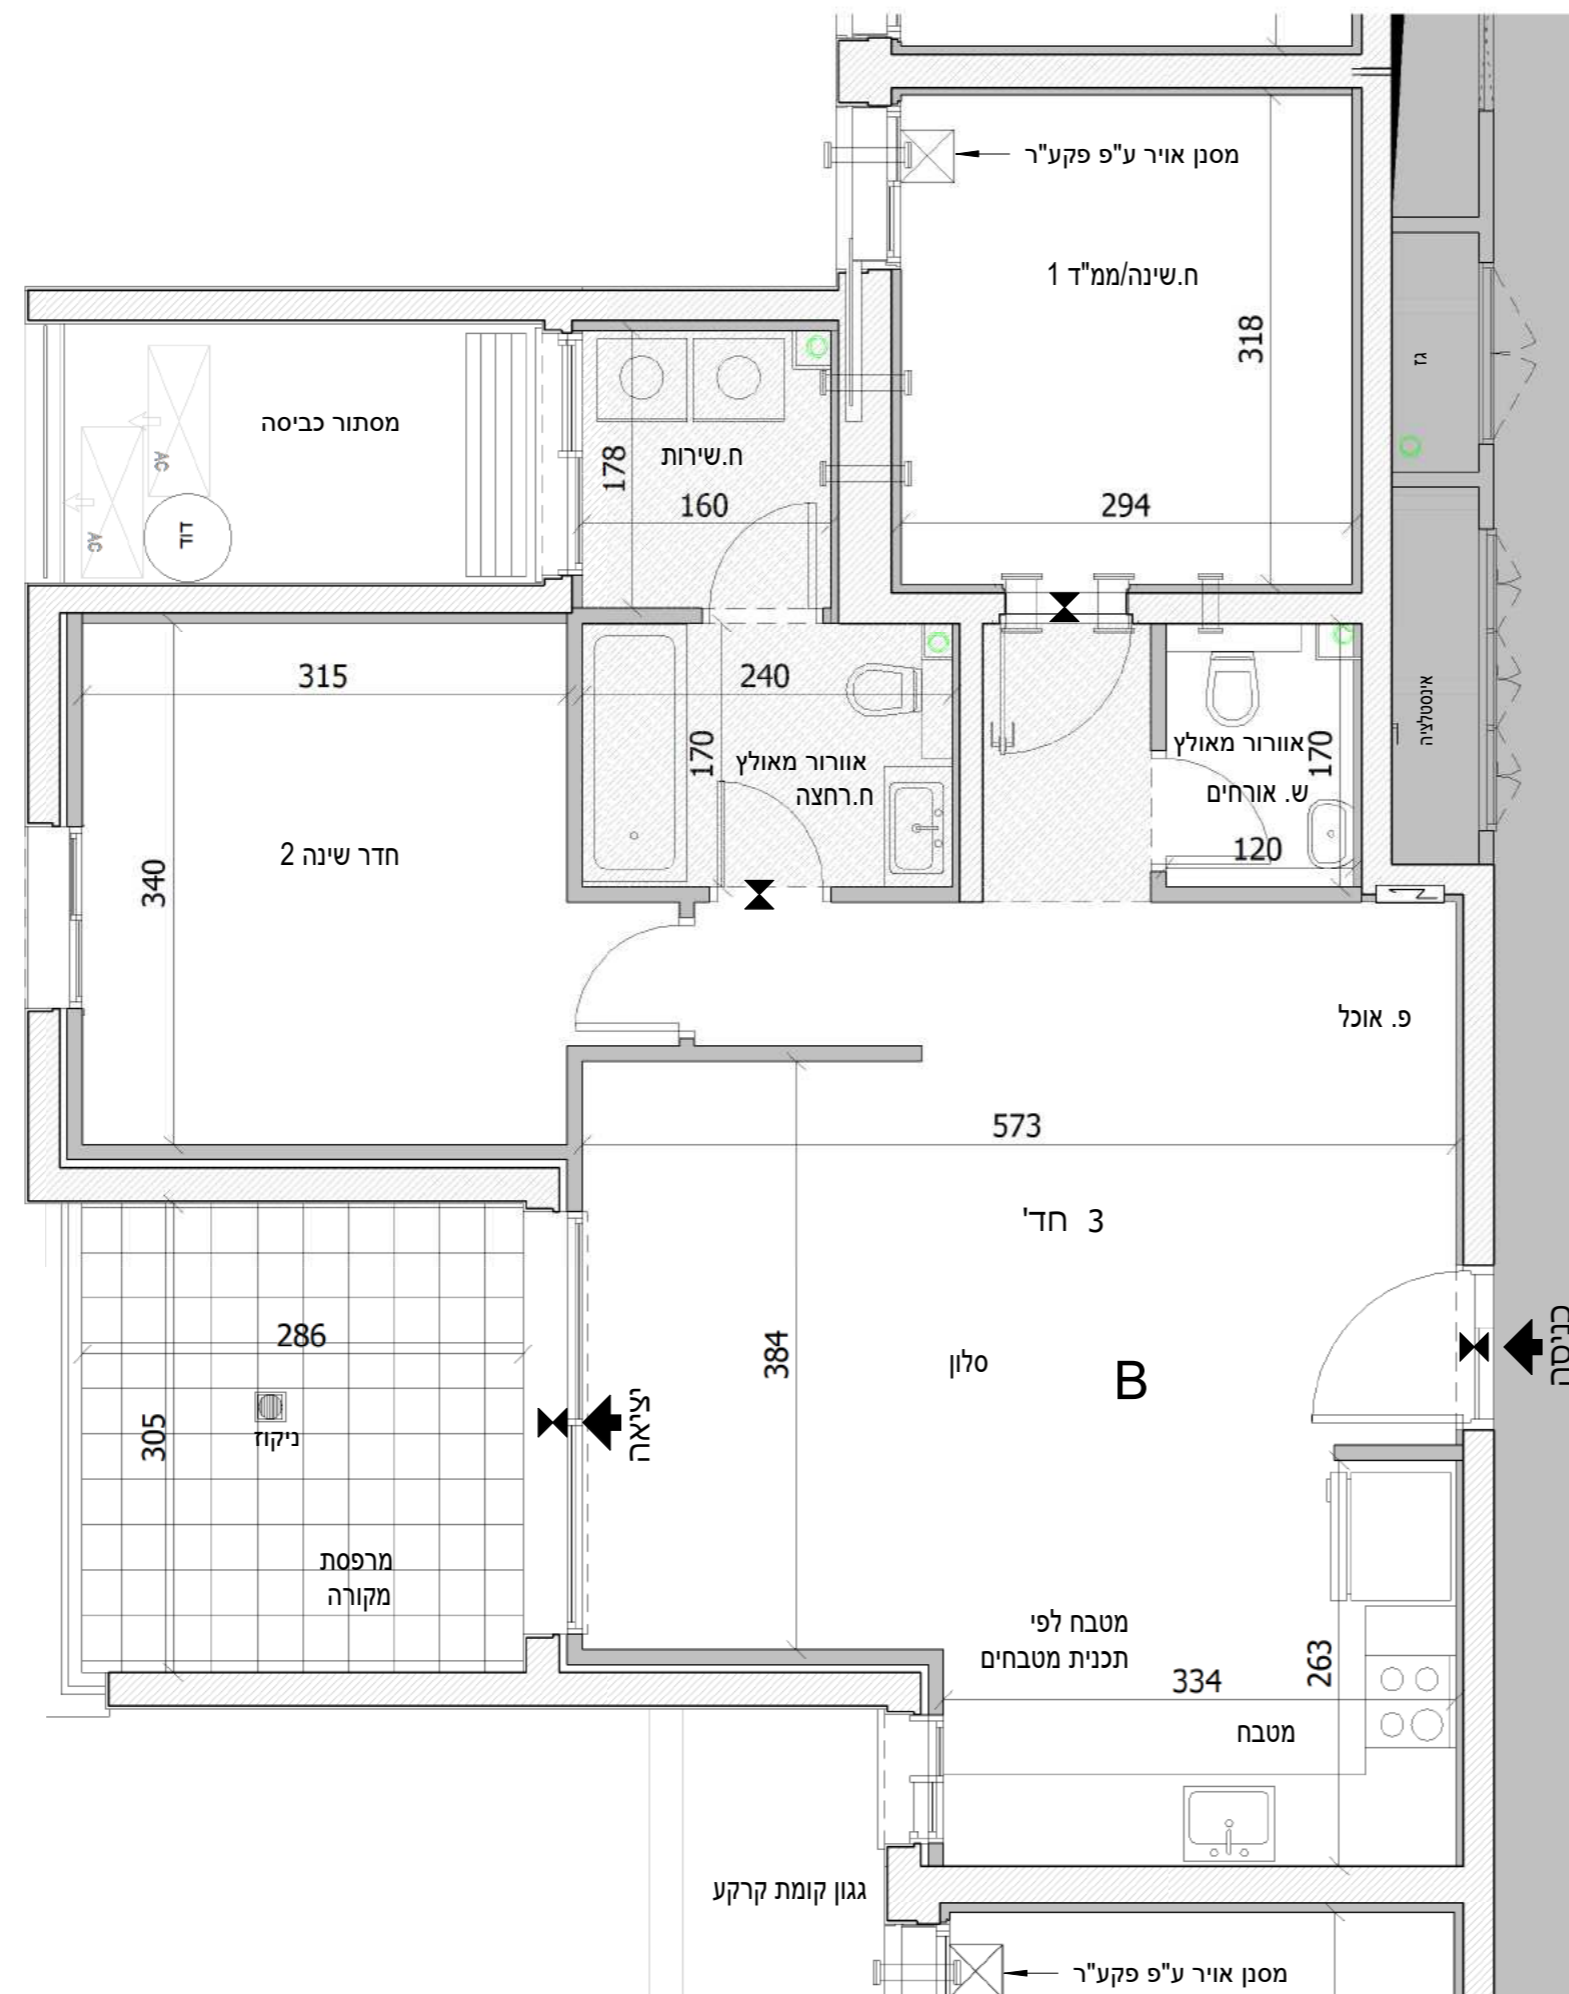 מסנן אויר ע"פ פקע"ר
ח.שינה/ממ"ד 1
318
294
גז
מסתור כביסה
AC
AC
דוד
ח.שירות
178
160
אינסטלציה
315
240
170
אוורור מאולץ
ח.רחצה
אוורור מאולץ
170
ש. אורחים
120
חדר שינה 2
340
פ. אוכל
573
3 חד'
כניסה
286
384
סלון
B
יציאה
305
ניקוז
מרפסת
מקורה
מטבח לפי
תכנית מטבחים
334
263
מטבח
גגון קומת קרקע
מסנן אויר ע"פ פקע"ר